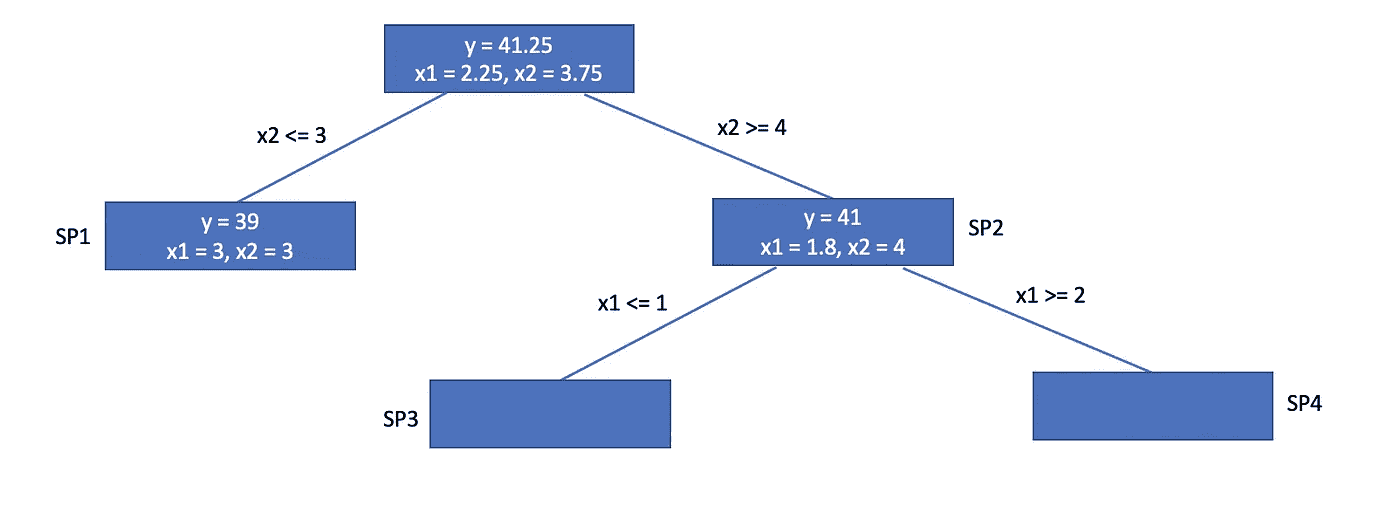 y = 41.25
x1 = 2.25, x2 = 3.75
x2 <= 3
x2 >= 4
SP1
y = 39
x1 = 3, x2 = 3
y = 41
x1 = 1.8, x2 = 4
SP2
x1 <= 1
x1 >= 2
SP3
SP4